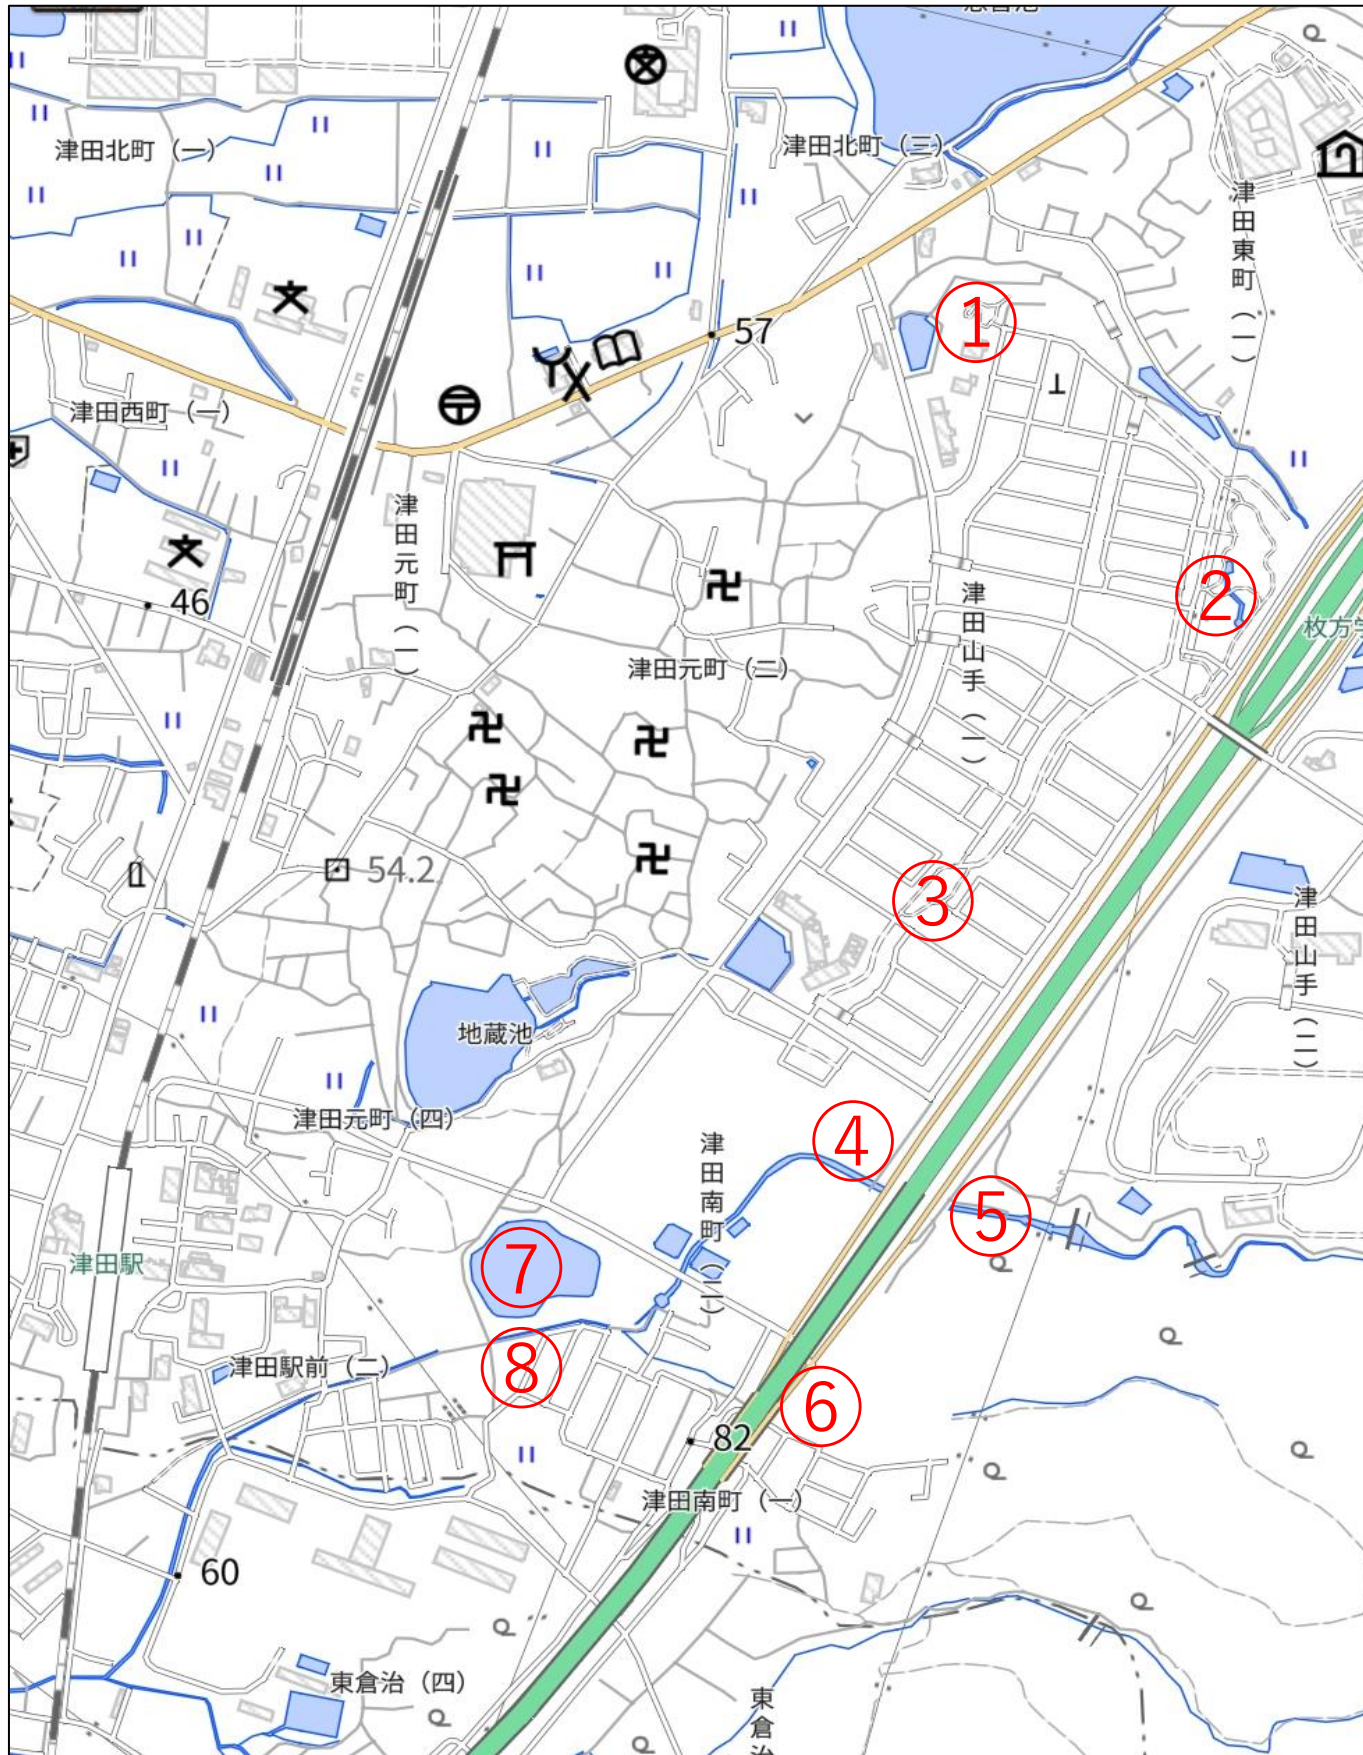 津田北町（一）
津田北町（三）
津田東町（一）
①
57
津田西町（一）
津田元町（一）
46
②
枚方学
津田山手（一）
津田元町（二）
54.2
③
津田山手（二）
地蔵池
津田元町（四）
④
津田南町（二）
⑤
津田駅
⑦
津田駅前（二）
⑧
⑥
82
津田南町（一）
60
東倉治（四）
東倉治